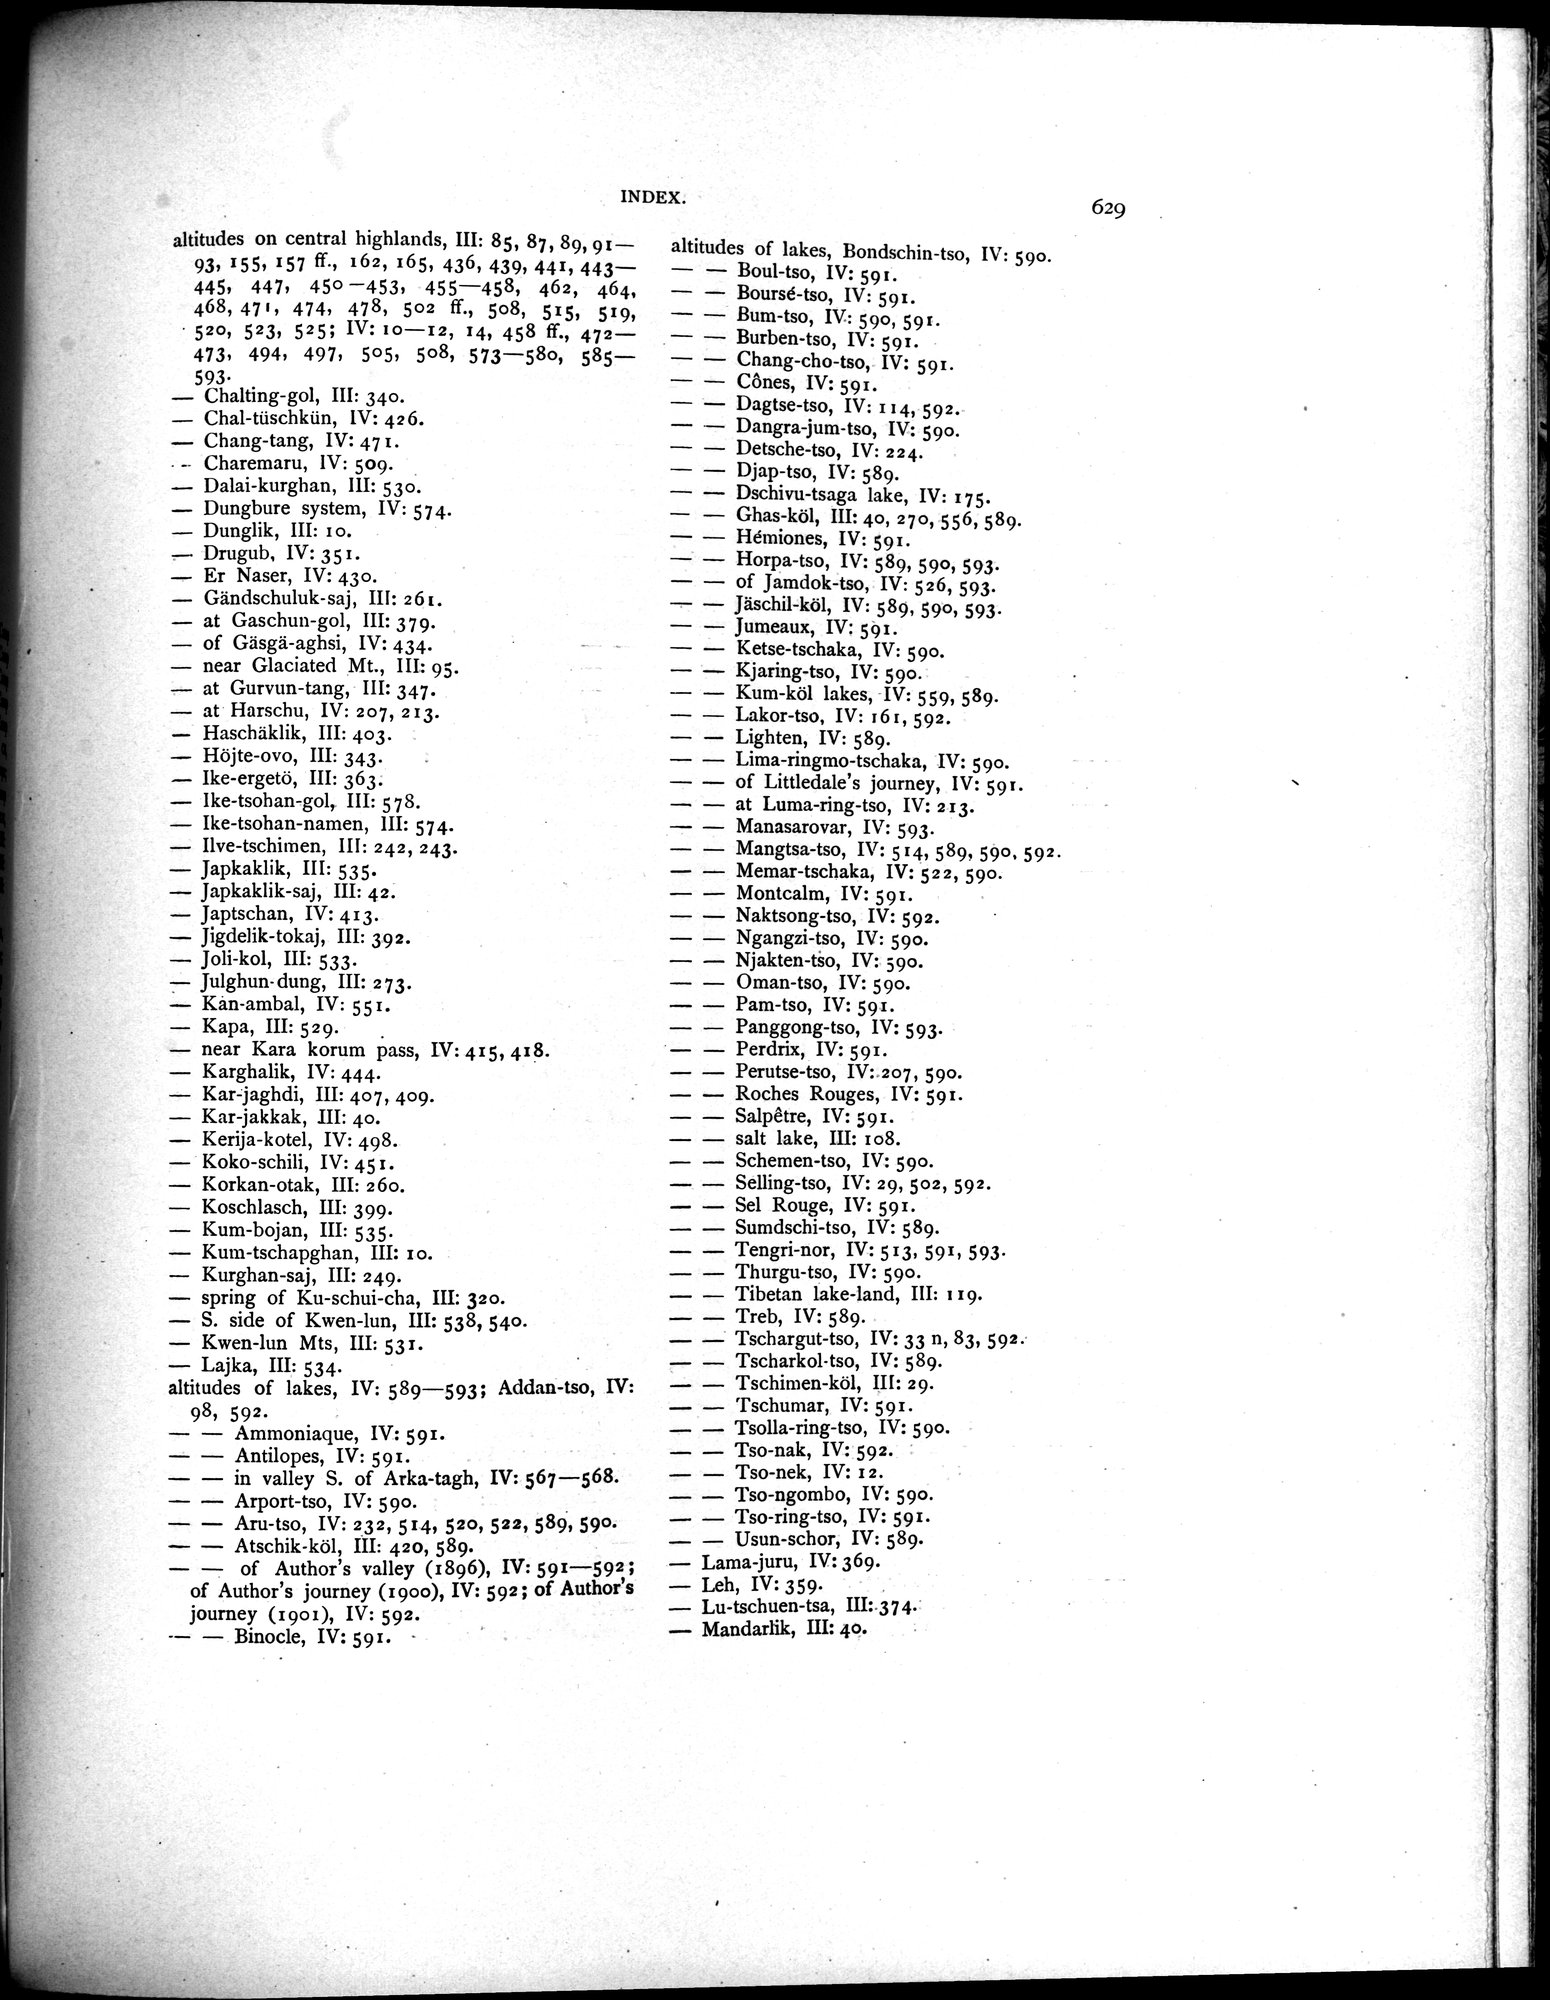 INDEX.
629
altitudes on central highlands, III: 85, 87, 89, 91—
93, 155, 157 ff., 162, 165, 436, 439, 441, 443—
445, 447, 450—453, 455—458, 462, 464,
468, 471, 474, 478, 502 ff., 508, 515, 519,
520, 523, 525; IV: 10—12, 14, 458 ff., 472—
473, 494, 497, 505, 508, 573—580, 585—
593.
— Chalting-gol, III: 340.
— Chal-tüschkün, IV: 426.
— Chang-tang, IV: 471.
— Charemaru, IV: 509.
— Dalai-kurghan, III: 530.
— Dungbure system, IV: 574.
— Dunglik, III: 10.
— Drugub, IV: 351.
— Er Naser, IV: 430.
— Gändschuluk-saj, III: 261.
— at Gaschun-gol, III: 379.
— of Gäsgä-aghsi, IV: 434.
— near Glaciated Mt., III: 95.
— at Gurvun-tang, III: 347.
— at Harschu, IV: 207, 213.
— Haschäklik, III: 403.
— Höjte-ovo, III: 343.
— Ike-ergetö, III: 363.
— Ike-tsohan-gol, III: 578.
— Ike-tsohan-namen, III: 574.
— Ilve-tschimen, III: 242, 243.
— Japkaklik, III: 535.
— Japkaklik-saj, III: 42.
— Japtschan, IV: 413.
— Jigdelik-tokaj, III: 392.
— Joli-kol, III: 533.
— Julghun-dung, III: 273.
— Kan-ambal, IV: 551.
— Kapa, III: 529.
— near Kara korum pass, IV: 415, 418.
— Karghalik, IV: 444.
— Kar-jaghdi, III: 407, 409.
— Kar-jakkak, III: 40.
— Kerija-kotel, IV: 498.
— Koko-schili, IV: 451.
— Korkan-otak, III: 260.
— Koschlasch, III: 399.
— Kum-bojan, III: 535.
— Kum-tschapghan, III: 10.
— Kurghan-saj, III: 249.
— spring of Ku-schui-cha, III: 320.
— S. side of Kwen-lun, III: 538, 540.
— Kwen-lun Mts, III: 531.
— Lajka, III: 534.
altitudes of lakes, IV: 589—593; Addan-tso, IV:
98, 592.
— — Ammoniaque, IV: 591.
— — Antilopes, IV: 591.
— — in valley S. of Arka-tagh, IV: 567—568.
— — Arport-tso, IV: 590.
— — Aru-tso, IV: 232, 514, 520, 522, 589, 590.
— — Atschik-köl, III: 420, 589.
— — of Author's valley (1896), IV: 591—592;
of Author's journey (1900), IV: 592; of Author's
journey (1901), IV: 592.
— — Binocle, IV: 591.
altitudes of lakes, Bondschin-tso, IV: 590.
— — Boul-tso, IV: 591.
— — Boursé-tso, IV: 591.
— — Bum-tso, IV: 590, 591.
— — Burben-tso, IV: 591.
— — Chang-cho-tso, IV: 591.
— — Cônes, IV: 591.
— — Dagtse-tso, IV: 114, 592.
— — Dangra-jum-tso, IV: 590.
— — Detsche-tso, IV: 224.
— — Djap-tso, IV: 589.
— — Dschivu-tsaga lake, IV: 175.
— — Ghas-köl, III: 40, 270, 556, 589.
— — Hémiones, IV: 591.
— — Horpa-tso, IV: 589, 590, 593.
— — of Jamdok-tso, IV: 526, 593.
— — Jäschil-köl, IV: 589, 590, 593.
— — Jumeaux, IV: 591.
— — Ketse-tschaka, IV: 590.
— — Kjaring-tso, IV: 590.
— — Kum-köl lakes, IV: 559, 589.
— — Lakor-tso, IV: 161, 592.
— — Lighten, IV: 589.
— — Lima-ringmo-tschaka, IV: 590.
— — of Littledale's journey, IV: 591.
— — at Luma-ring-tso, IV: 213.
— — Manasarovar, IV: 593.
— — Mangtsa-tso, IV: 514, 589, 590, 592.
— — Memar-tschaka, IV: 522, 590.
— — Montcalm, IV: 591.
— — Naktsong-tso, IV: 592.
— — Ngangzi-tso, IV: 590.
— — Njakten-tso, IV: 590.
— — Oman-tso, IV: 590.
— — Pam-tso, IV: 591.
— — Panggong-tso, IV: 593.
— — Perdrix, IV: 591.
— — Perutse-tso, IV: 207, 590.
— — Roches Rouges, IV: 591.
— — Salpêtre, IV: 591.
— — salt lake, III: 108.
— — Schemen-tso, IV: 590.
— — Selling-tso, IV: 29, 502, 592.
— — Sel Rouge, IV: 591.
— — Sumdschi-tso, IV: 589.
— — Tengri-nor, IV: 513, 591, 593.
— — Thurgu-tso, IV: 590.
— — Tibetan lake-land, III: 119.
— — Treb, IV: 589.
— — Tschargut-tso, IV: 33 n, 83, 592.
— — Tscharkol-tso, IV: 589.
— — Tschimen-köl, III: 29.
— — Tschumar, IV: 591.
— — Tsolla-ring-tso, IV: 590.
— — Tso-nak, IV: 592.
— — Tso-nek, IV: 12.
— — Tso-ngombo, IV: 590.
— — Tso-ring-tso, IV: 591.
— — Usun-schor, IV: 589.
— Lama-juru, IV: 369.
— Leh, IV: 359.
— Lu-tschuen-tsa, III: 374.
— Mandarlik, III: 40.